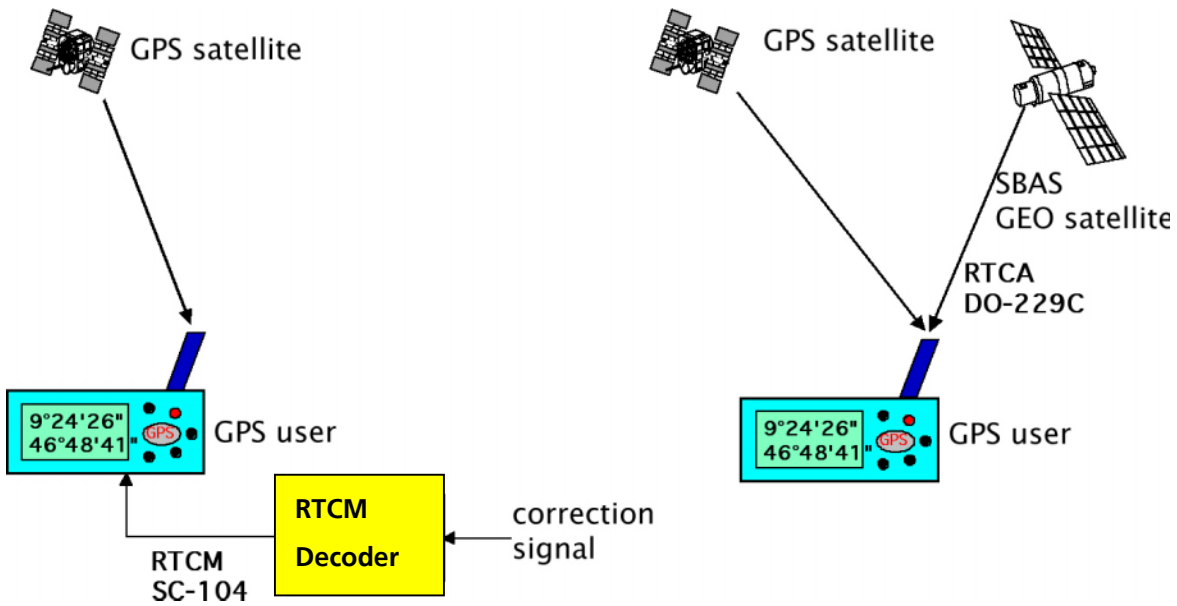 GPS satellite
9°24'26"
46°48'41"
GPS
GPS user
RTCM
Decoder
correction
signal
RTCM
SC-104
GPS satellite
SBAS
GEO satellite
RTCA
DO-229C
9°24'26"
46°48'41"
GPS
GPS user